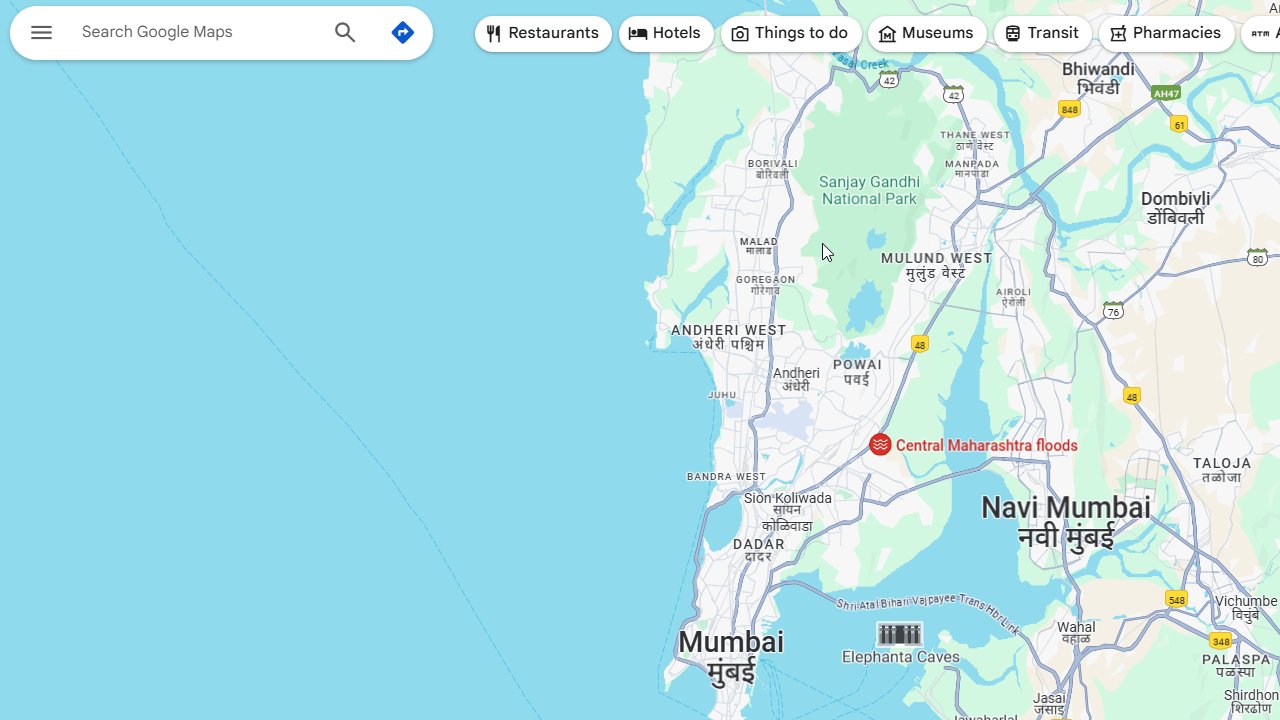 Search Google Maps
Restaurants
Hotels
Things to do
Museums
Transit
Pharmacies
ATM
Vasai Creek
42
42
Bhiwandi
भिवंडी
AH47
848
61
THANE WEST
ठाणे वेस्ट
MANPADA
मानपाडा
BORIVALI
बोरिवली
Sanjay Gandhi
National Park
Dombivli
डोंबिवली
MALAD
मालाड
MULUND WEST
मुलुंड वेस्ट
80
GOREGAON
गोरेगाव
AIROLI
ऐरोली
76
ANDHERI WEST
अंधेरी पश्चिम
48
POWAI
पवई
Andheri
अंधेरी
JUHU
48
Central Maharashtra floods
TALOJA
तळोजा
BANDRA WEST
Sion Koliwada
सायन
कोळिवाडा
Navi Mumbai
नवी मुंबई
DADAR
दादर
Shri Atal Bihari Vajpayee Trans Hbr Link
548
Vichumbe
विचुंबे
Wahal
वहाळ
348
Mumbai
मुंबई
Elephanta Caves
PALASPA
पळस्पा
Jasai
जसाई
Shirdhon
शिरढोण
Jawaharlal